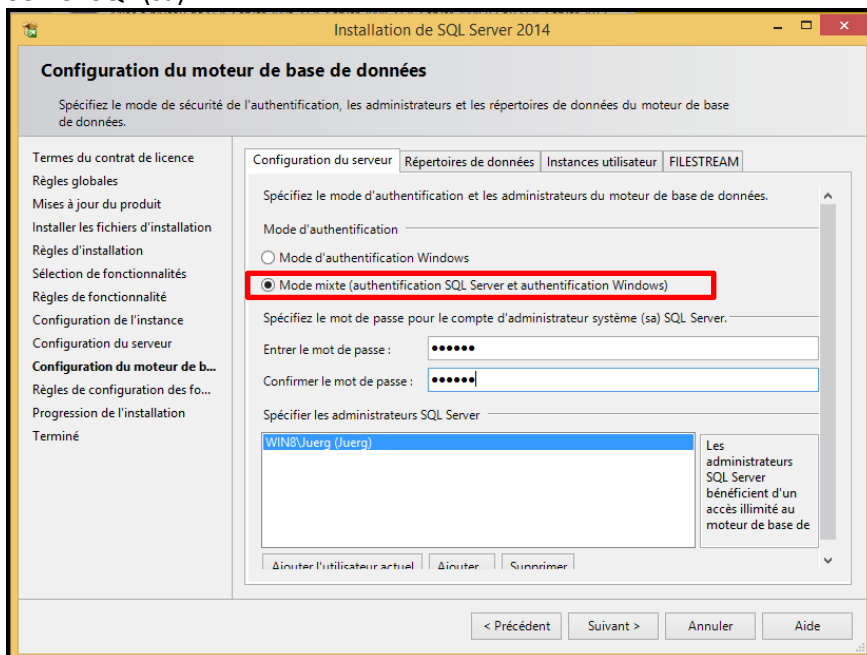 Installation de SQL Server 2014
Configuration du moteur de base de données
Spécifiez le mode de sécurité de l'authentification, les administrateurs et les répertoires de données du moteur de base
de données.
Termes du contrat de licence
Règles globales
Mises à jour du produit
Installer les fichiers d'installation
Règles d'installation
Sélection de fonctionnalités
Règles de fonctionnalité
Configuration de l'instance
Configuration du serveur
Configuration du moteur de b...
Règles de configuration des fo...
Progression de l'installation
Terminé
Configuration du serveur Répertoires de données Instances utilisateur FILESTREAM
Spécifiez le mode d'authentification et les administrateurs du moteur de base de données.
Mode d'authentification
Mode d'authentification Windows
Mode mixte (authentification SQL Server et authentification Windows)
Spécifiez le mot de passe pour le compte d'administrateur système (sa) SQL Server.
Entrer le mot de passe : ●●●●●●
Confirmer le mot de passe : ●●●●●●
Spécifier les administrateurs SQL Server
WIN8\Juerg (Juerg)
Les
administrateurs
SQL Server
bénéficient d'un
accès illimité au
moteur de base de
Ajouter l'utilisateur actuel Ajouter... Supprimer
< Précédent Suivant > Annuler Aide